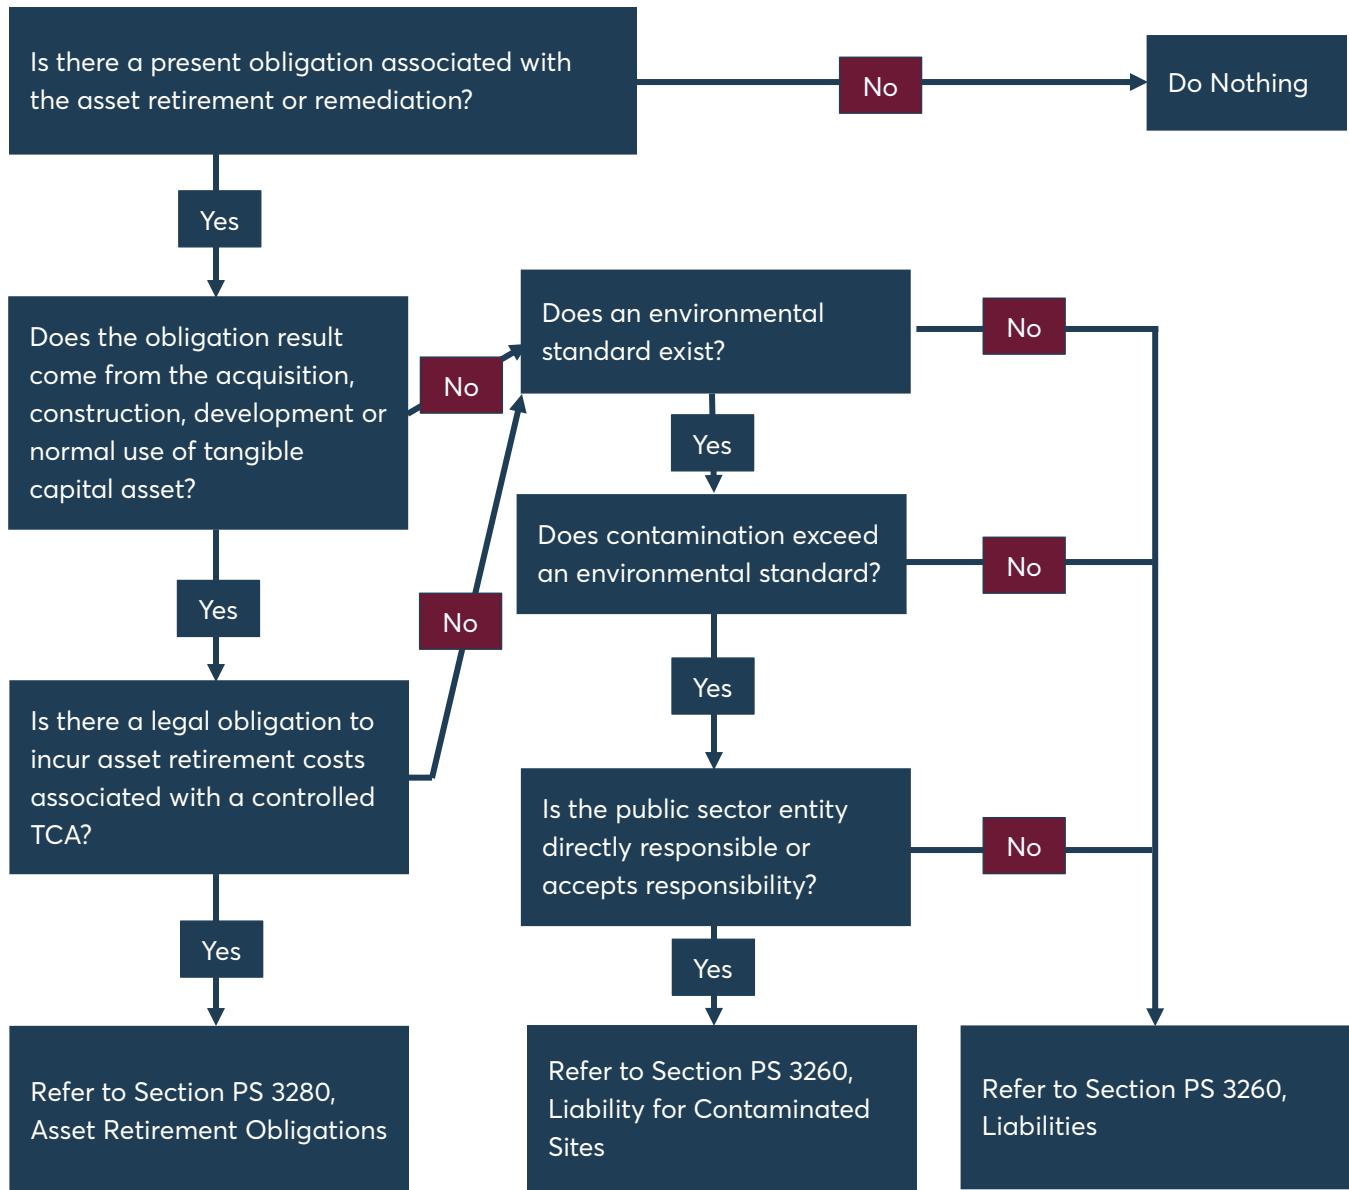 Is there a present obligation associated with
the asset retirement or remediation?
No
Do Nothing
Yes
Does the obligation result
come from the acquisition,
construction, development or
normal use of tangible
capital asset?
No
Does an environmental
standard exist?
No
Yes
Does contamination exceed
an environmental standard?
No
Yes
No
Yes
Is there a legal obligation to
incur asset retirement costs
associated with a controlled
TCA?
Is the public sector entity
directly responsible or
accepts responsibility?
No
Yes
Yes
Refer to Section PS 3280,
Asset Retirement Obligations
Refer to Section PS 3260,
Liability for Contaminated
Sites
Refer to Section PS 3260,
Liabilities